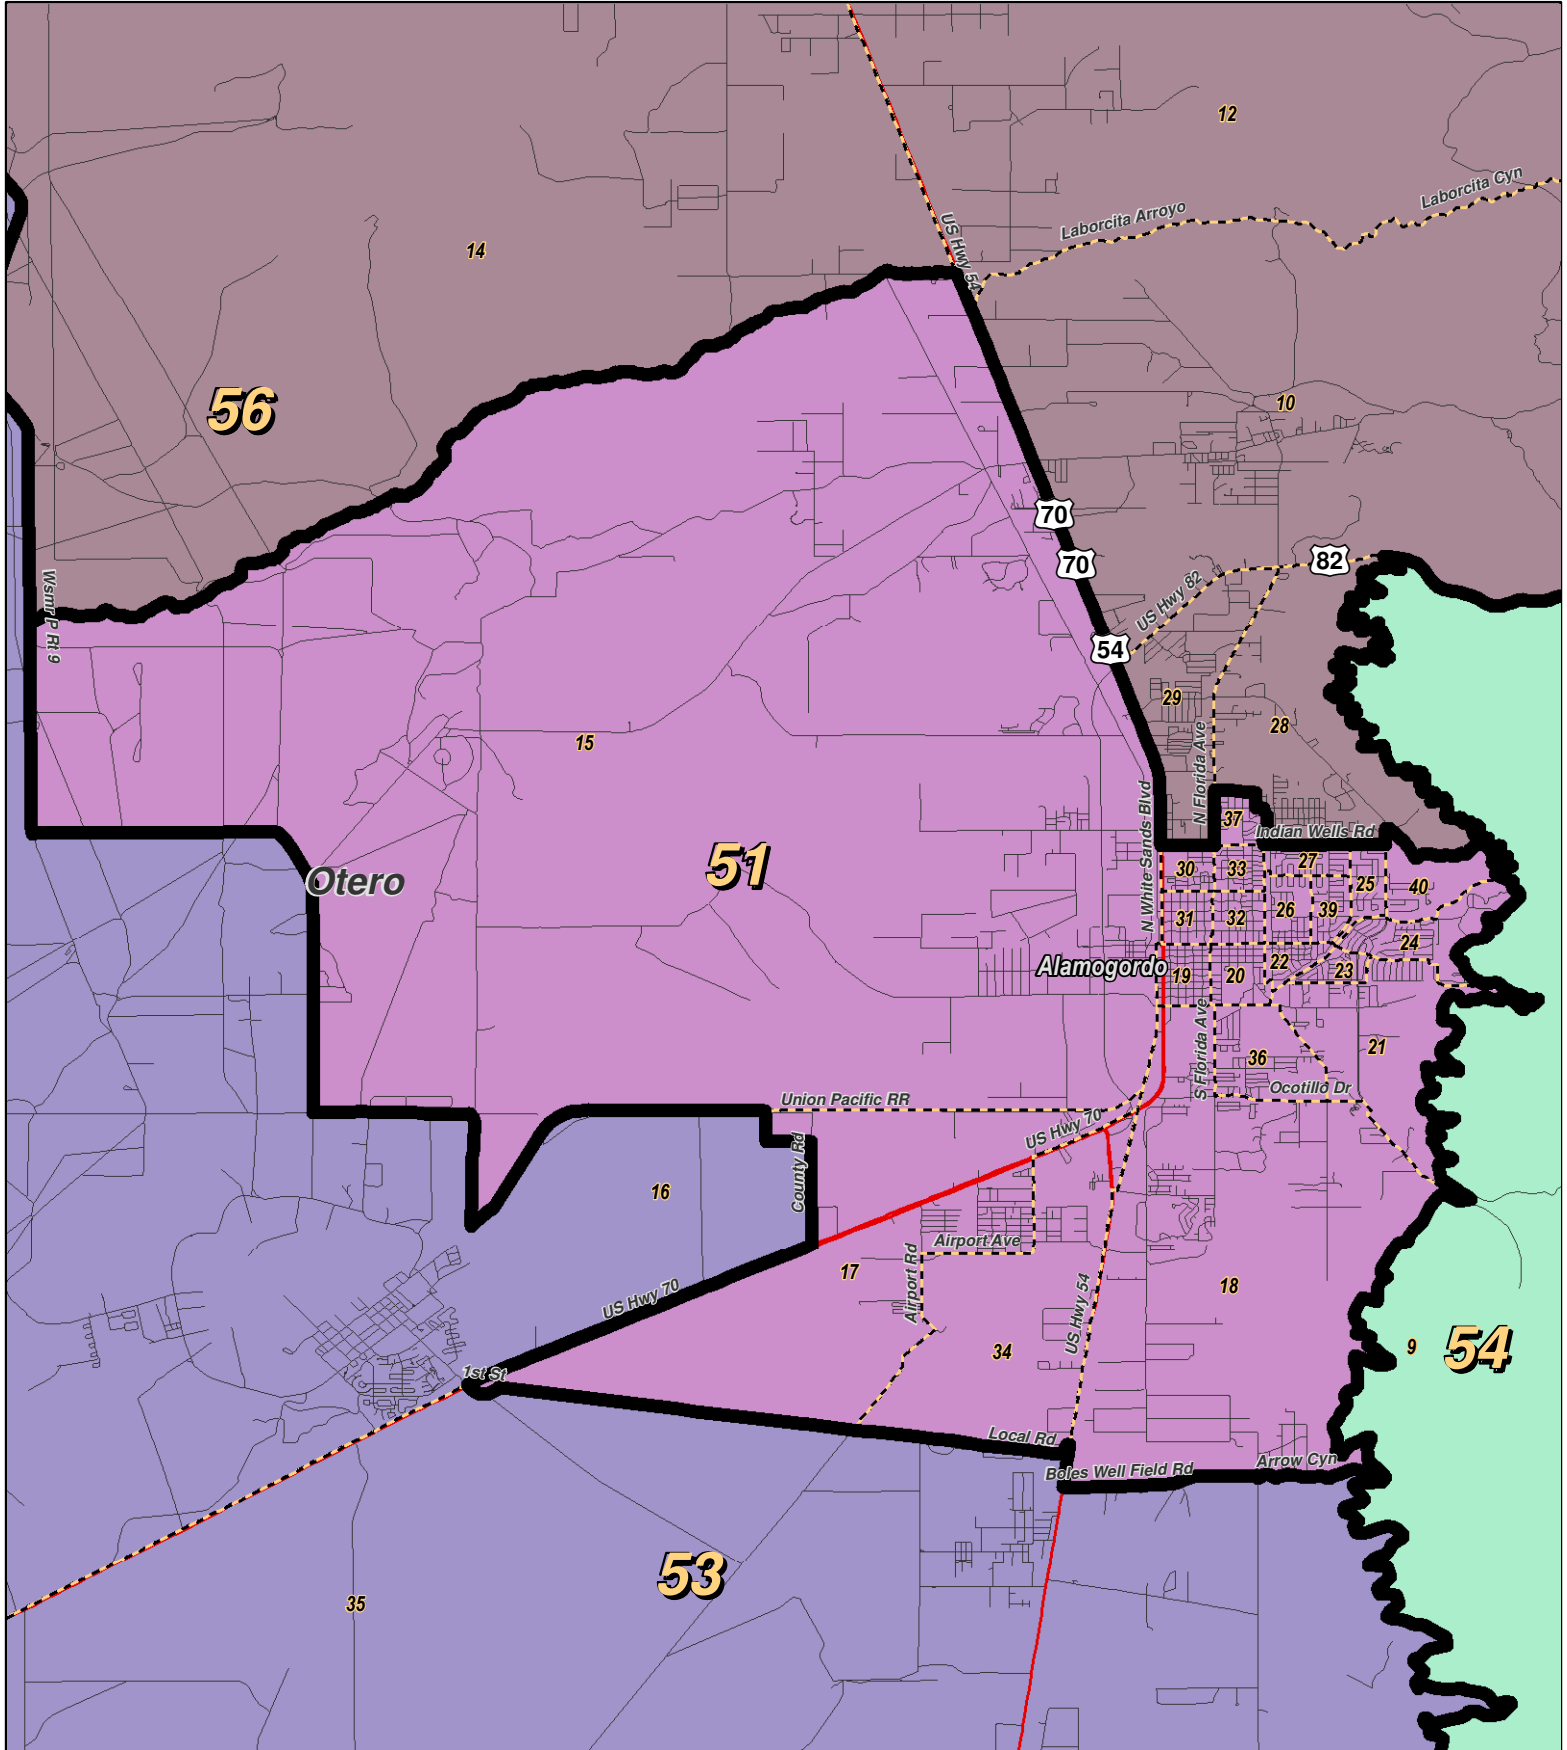 12
Laborcita Cyn
Laborcita Arroyo
US Hwy 54
14
56
10
70
70
82
US Hwy 82
54
Wsmr P Rt 9
29
28
15
N Florida Ave
N White Sands Blvd
37
Indian Wells Rd
51
Otero
30
33
27
25
40
31
32
26
39
24
Alamogordo
19
20
22
23
S Florida Ave
36
21
Ocotillo Dr
Union Pacific RR
US Hwy 70
County Rd
16
Airport Ave
Airport Rd
17
18
US Hwy 70
US Hwy 54
34
9
54
1st St
Local Rd
Boles Well Field Rd
Arrow Cyn
53
35